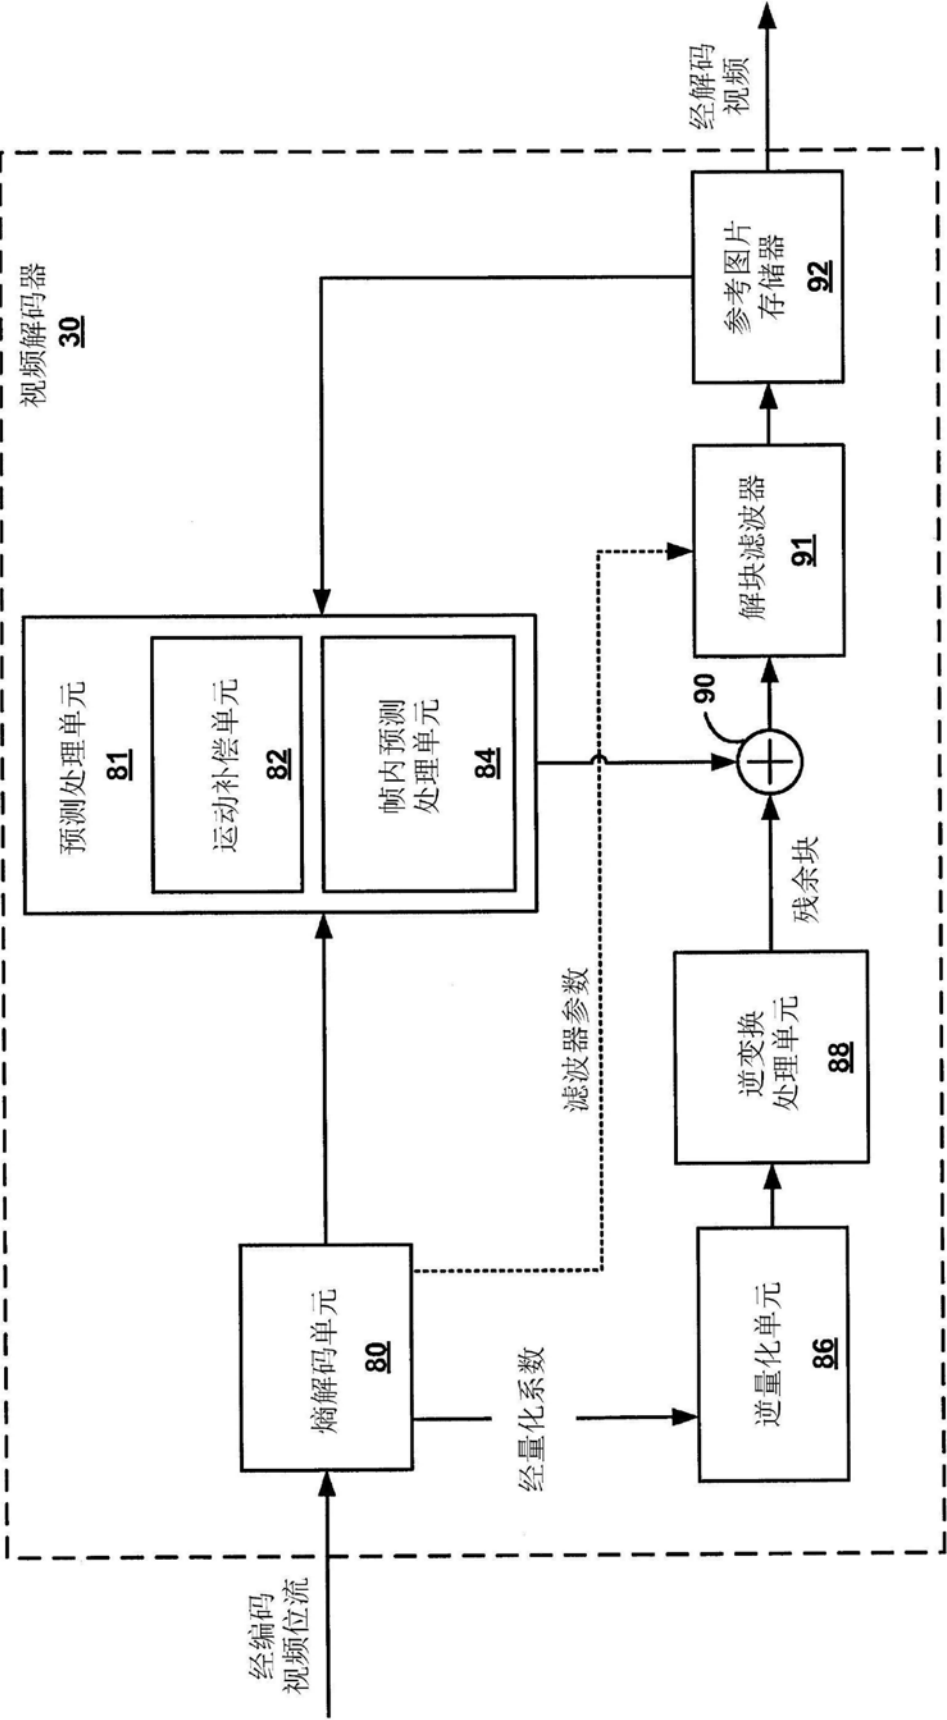 视频解码器
30
预测处理单元
81
运动补偿单元
82
帧内预测
处理单元
84
经编码
视频位流
熵解码单元
80
滤波器参数
经量化系数
逆量化单元
86
逆变换
处理单元
88
残余块
90
解块滤波器
91
参考图片
存储器
92
经解码
视频